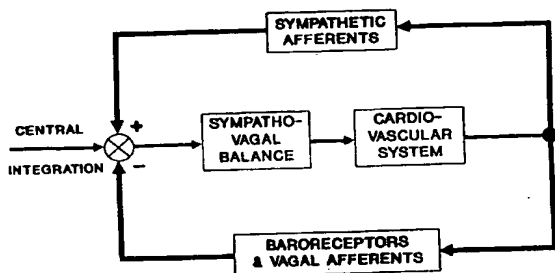 SYMPATHETIC
AFFERENTS
+
CENTRAL
INTEGRATION
−
SYMPATHO-
VAGAL
BALANCE
CARDIO-
VASCULAR
SYSTEM
BARORECEPTORS
& VAGAL AFFERENTS